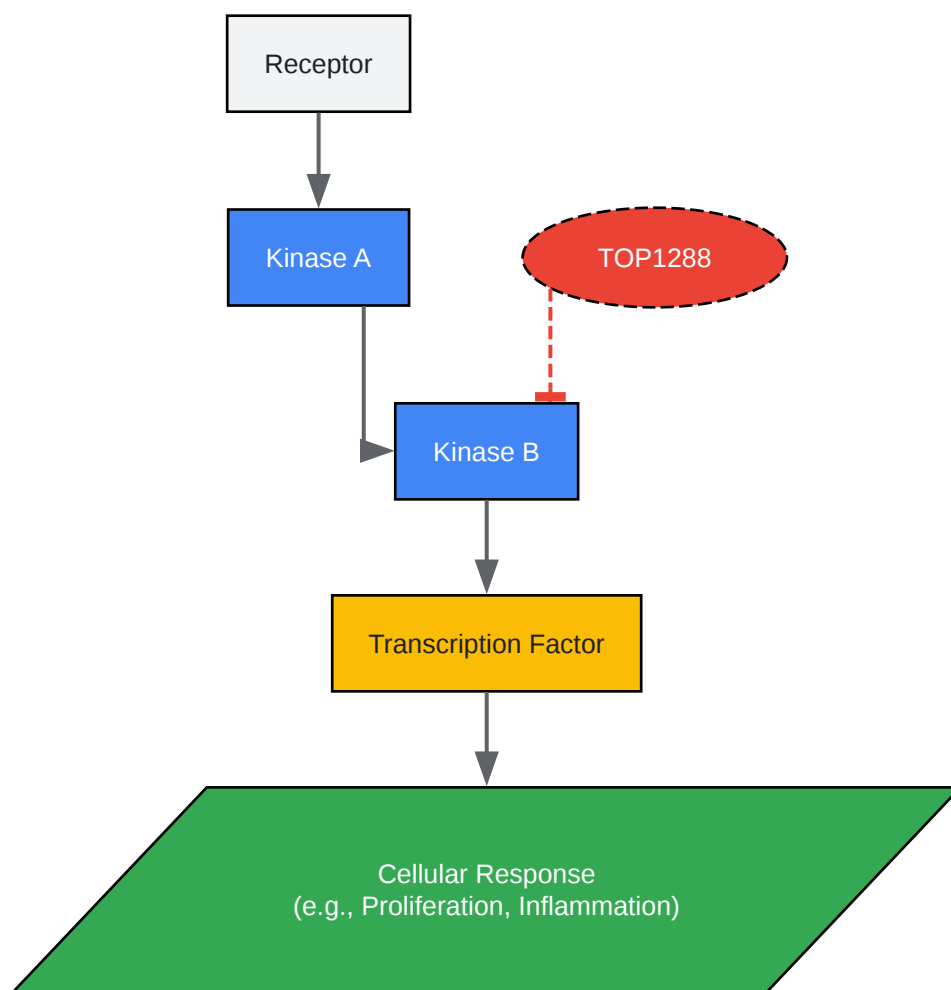 Receptor
Kinase A
TOP1288
Kinase B
Transcription Factor
Cellular Response
(e.g., Proliferation, Inflammation)